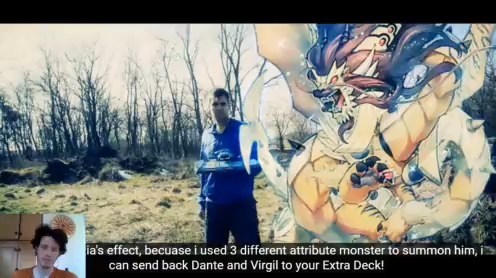 ia's effect, becuase i used 3 different attribute monster to summon him, i
can send back Dante and Virgil to your Extra Deck!